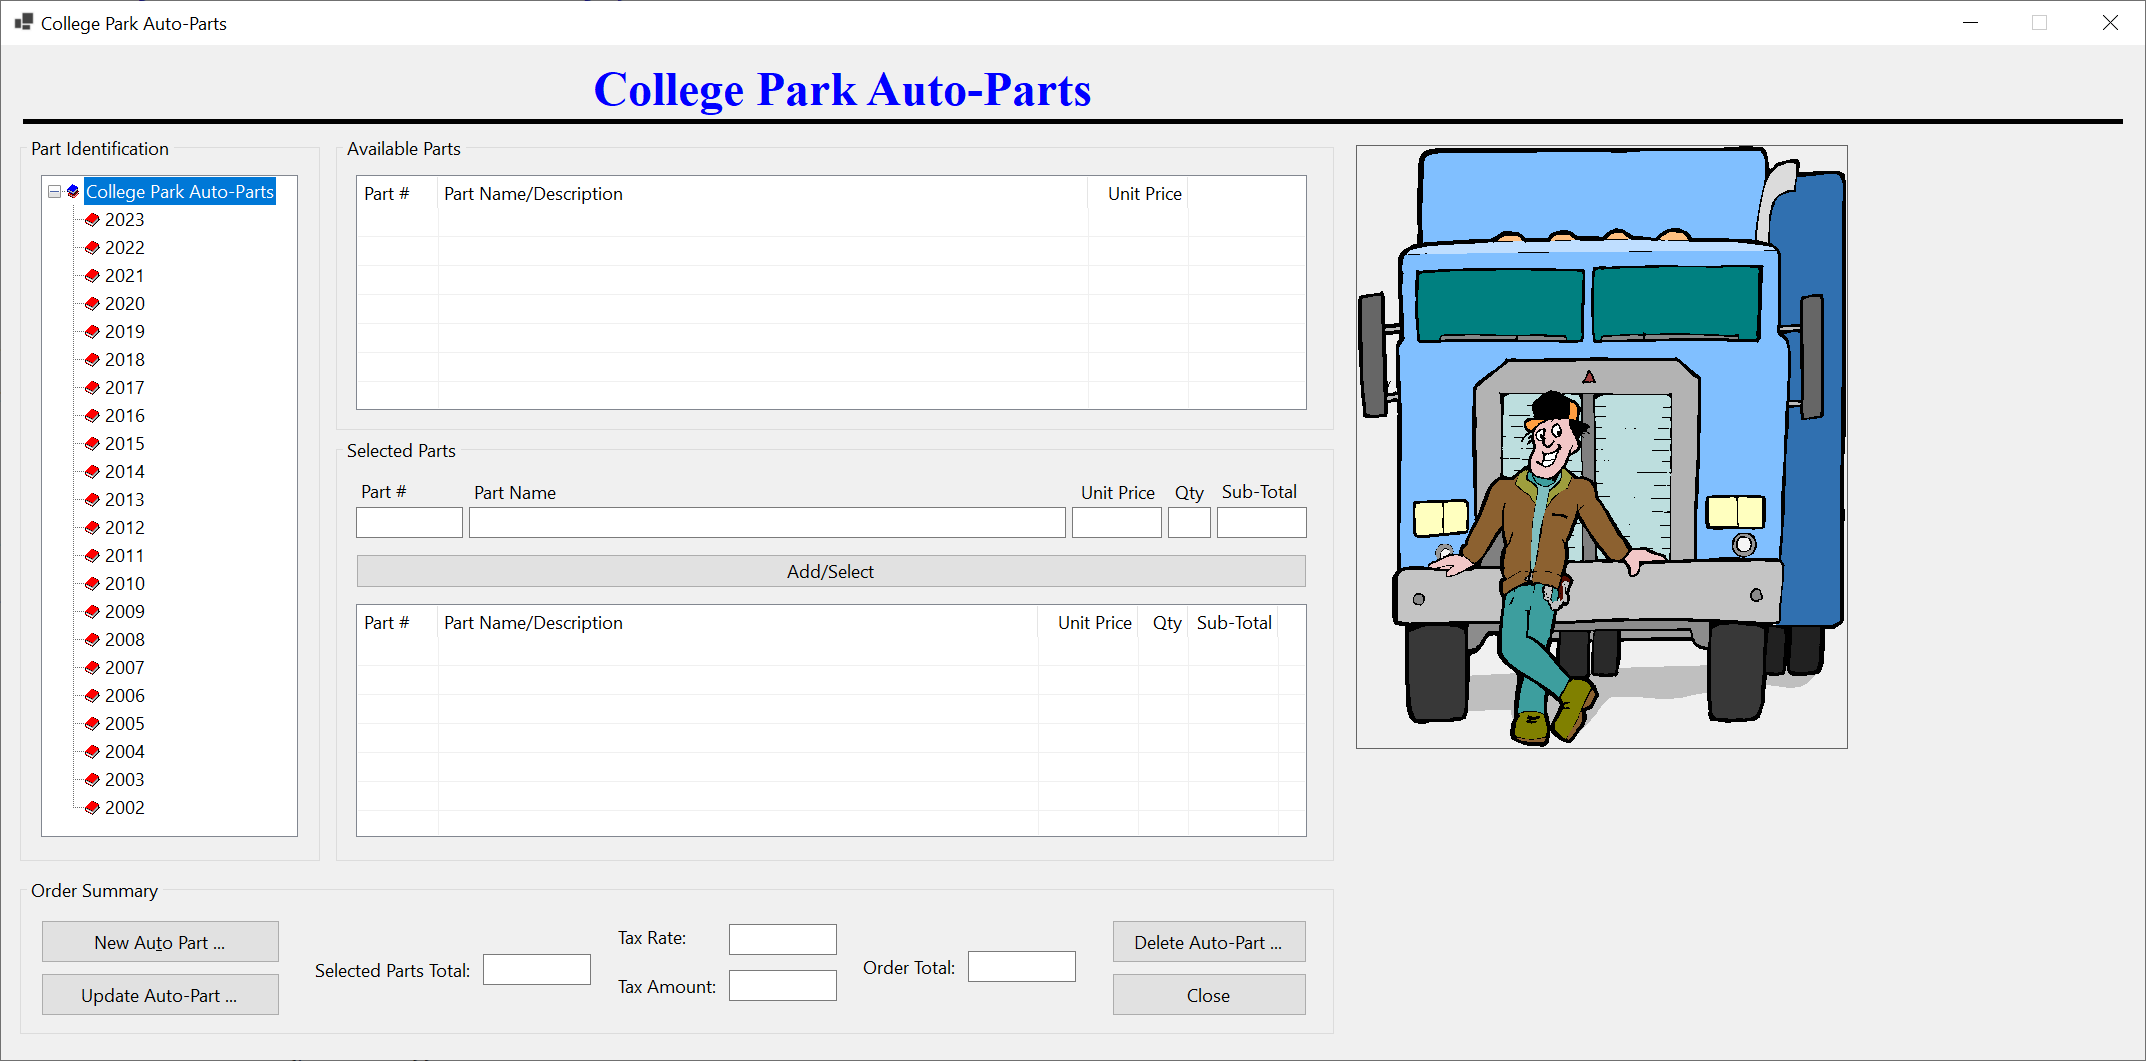 College Park Auto-Parts
College Park Auto-Parts
Part Identification
College Park Auto-Parts
2023
2022
2021
2020
2019
2018
2017
2016
2015
2014
2013
2012
2011
2010
2009
2008
2007
2006
2005
2004
2003
2002
Available Parts
Part # Part Name/Description Unit Price
Selected Parts
Part # Part Name Unit Price Qty Sub-Total
Add/Select
Part # Part Name/Description Unit Price Qty Sub-Total
Order Summary
New Auto Part ...
Update Auto-Part ...
Selected Parts Total:
Tax Rate:
Tax Amount:
Order Total:
Delete Auto-Part ...
Close